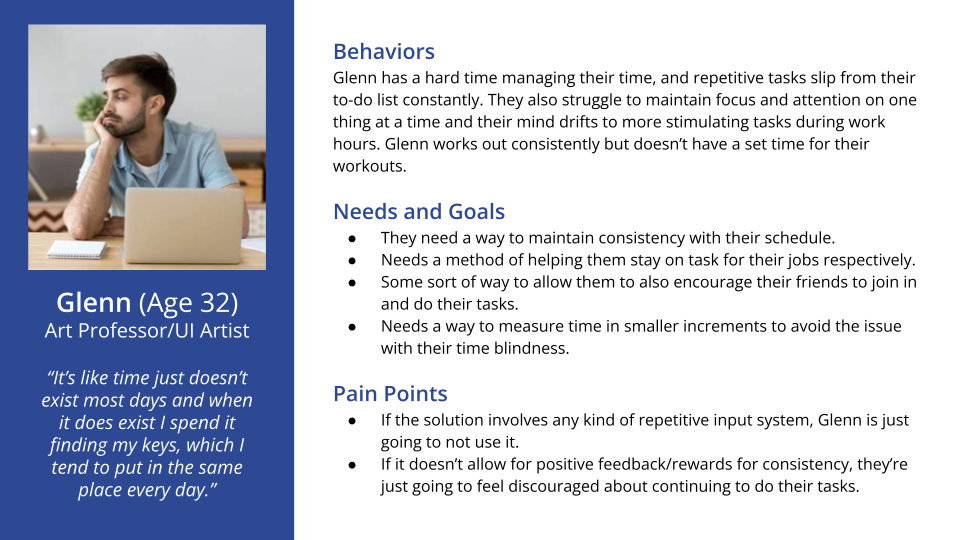 Glenn (Age 32)
Art Professor/UI Artist
“It’s like time just doesn’t
exist most days and when
it does exist I spend it
finding my keys, which I
tend to put in the same
place every day.”
Behaviors
Glenn has a hard time managing their time, and repetitive tasks slip from their
to-do list constantly. They also struggle to maintain focus and attention on one
thing at a time and their mind drifts to more stimulating tasks during work
hours. Glenn works out consistently but doesn’t have a set time for their
workouts.
Needs and Goals
● They need a way to maintain consistency with their schedule.
● Needs a method of helping them stay on task for their jobs respectively.
● Some sort of way to allow them to also encourage their friends to join in
and do their tasks.
● Needs a way to measure time in smaller increments to avoid the issue
with their time blindness.
Pain Points
● If the solution involves any kind of repetitive input system, Glenn is just
going to not use it.
● If it doesn’t allow for positive feedback/rewards for consistency, they’re
just going to feel discouraged about continuing to do their tasks.